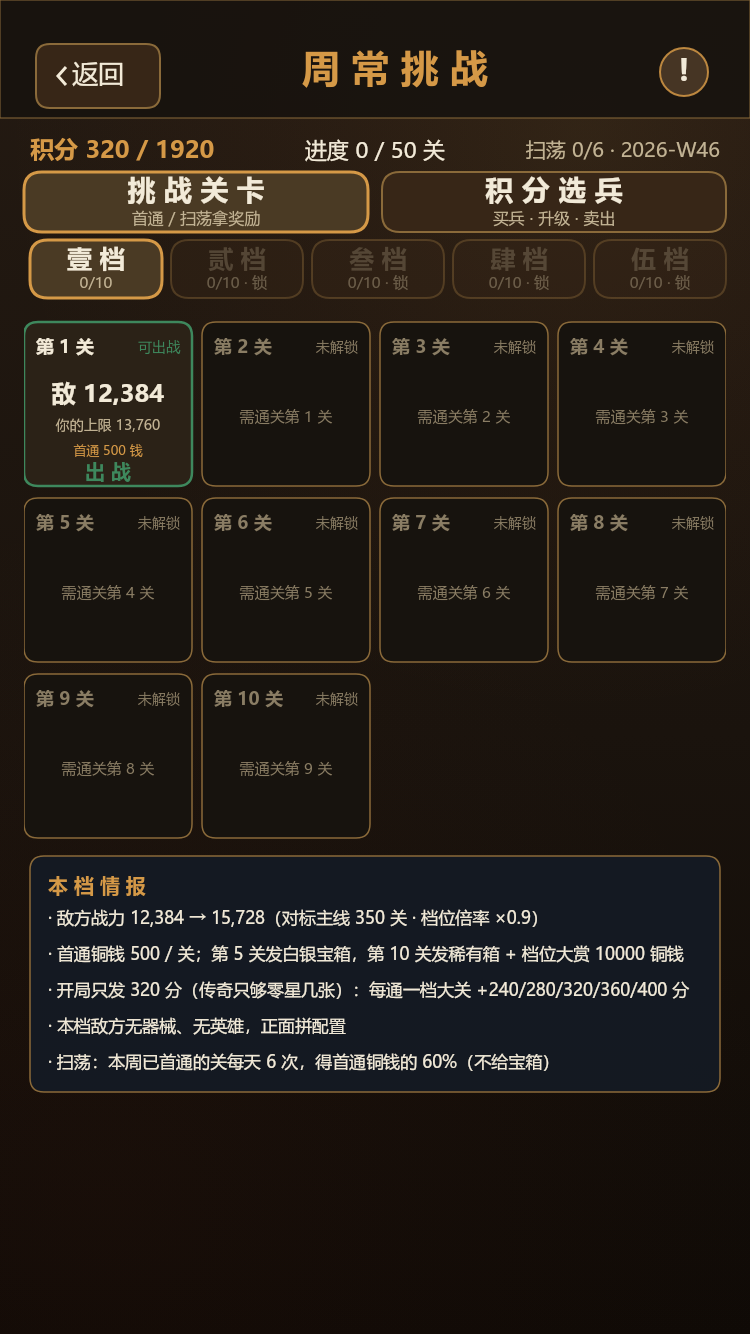 ‹返回
周常挑战
!
积分 320 / 1920
进度 0 / 50 关
扫荡 0/6 · 2026-W46
挑战关卡
首通 / 扫荡拿奖励
积分选兵
买兵 · 升级 · 卖出
壹档
0/10
贰档
0/10 · 锁
叁档
0/10 · 锁
肆档
0/10 · 锁
伍档
0/10 · 锁
第 1 关
可出战
敌 12,384
你的上限 13,760
首通 500 钱
出战
第 2 关
未解锁
需通关第 1 关
第 3 关
未解锁
需通关第 2 关
第 4 关
未解锁
需通关第 3 关
第 5 关
未解锁
需通关第 4 关
第 6 关
未解锁
需通关第 5 关
第 7 关
未解锁
需通关第 6 关
第 8 关
未解锁
需通关第 7 关
第 9 关
未解锁
需通关第 8 关
第 10 关
未解锁
需通关第 9 关
本档情报
· 敌方战力 12,384 → 15,728（对标主线 350 关 · 档位倍率 ×0.9）
· 首通铜钱 500 / 关；第 5 关发白银宝箱，第 10 关发稀有箱 + 档位大赏 10000 铜钱
· 开局只发 320 分（传奇只够零星几张）：每通一档大关 +240/280/320/360/400 分
· 本档敌方无器械、无英雄，正面拼配置
· 扫荡：本周已首通的关每天 6 次，得首通铜钱的 60%（不给宝箱）